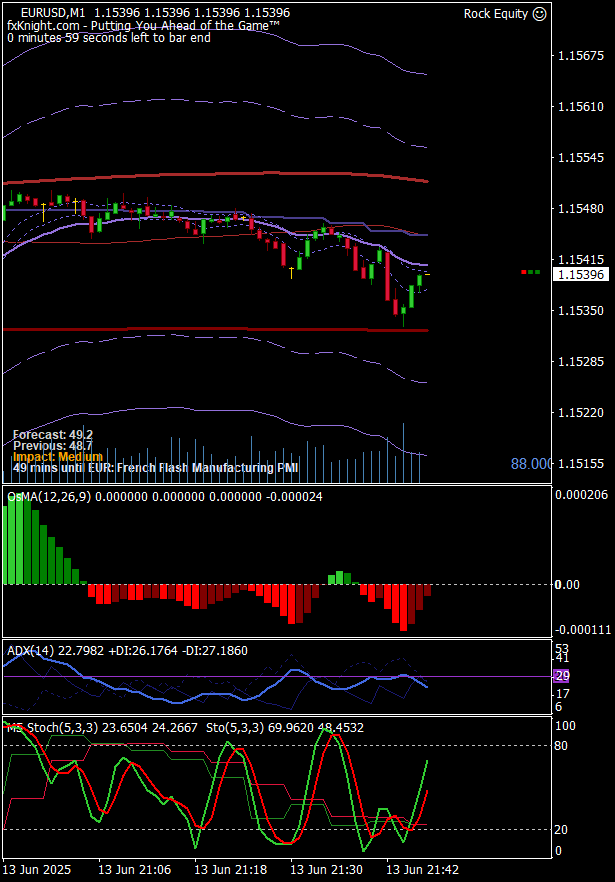 EURUSD,M1 1.15396 1.15396 1.15396 1.15396
Rock Equity ☺
fxKnight.com - Putting You Ahead of the Game™
0 minutes 59 seconds left to bar end
1.15675
1.15610
1.15545
1.15480
1.15415
1.15396
1.15350
1.15285
1.15220
1.15155
Forecast: 49.2
Previous: 48.7
Impact: Medium
49 mins until EUR: French Flash Manufacturing PMI
88.000
OsMA(12,26,9) 0.000000 0.000000 0.000000 -0.000024
0.000206
0.00
-0.000111
ADX(14) 22.7982 +DI:26.1764 -DI:27.1860
53
41
29
17
6
M5 Stoch(5,3,3) 23.6504 24.2667 Sto(5,3,3) 69.9620 48.4532
100
80
20
0
13 Jun 2025
13 Jun 21:06
13 Jun 21:18
13 Jun 21:30
13 Jun 21:42